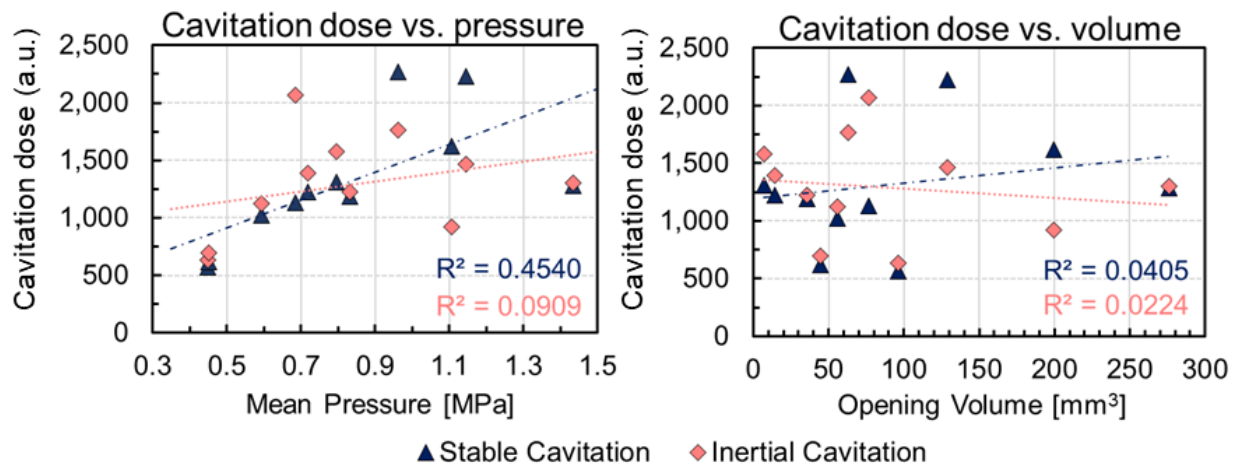 Cavitation dose vs. pressure
Cavitation dose (a.u.)
2,500
2,000
1,500
1,000
500
0
R² = 0.4540
R² = 0.0909
0.3 0.5 0.7 0.9 1.1 1.3 1.5
Mean Pressure [MPa]
Cavitation dose vs. volume
Cavitation dose (a.u.)
2,500
2,000
1,500
1,000
500
0
R² = 0.0405
R² = 0.0224
0 50 100 150 200 250 300
Opening Volume [mm³]
Stable Cavitation Inertial Cavitation